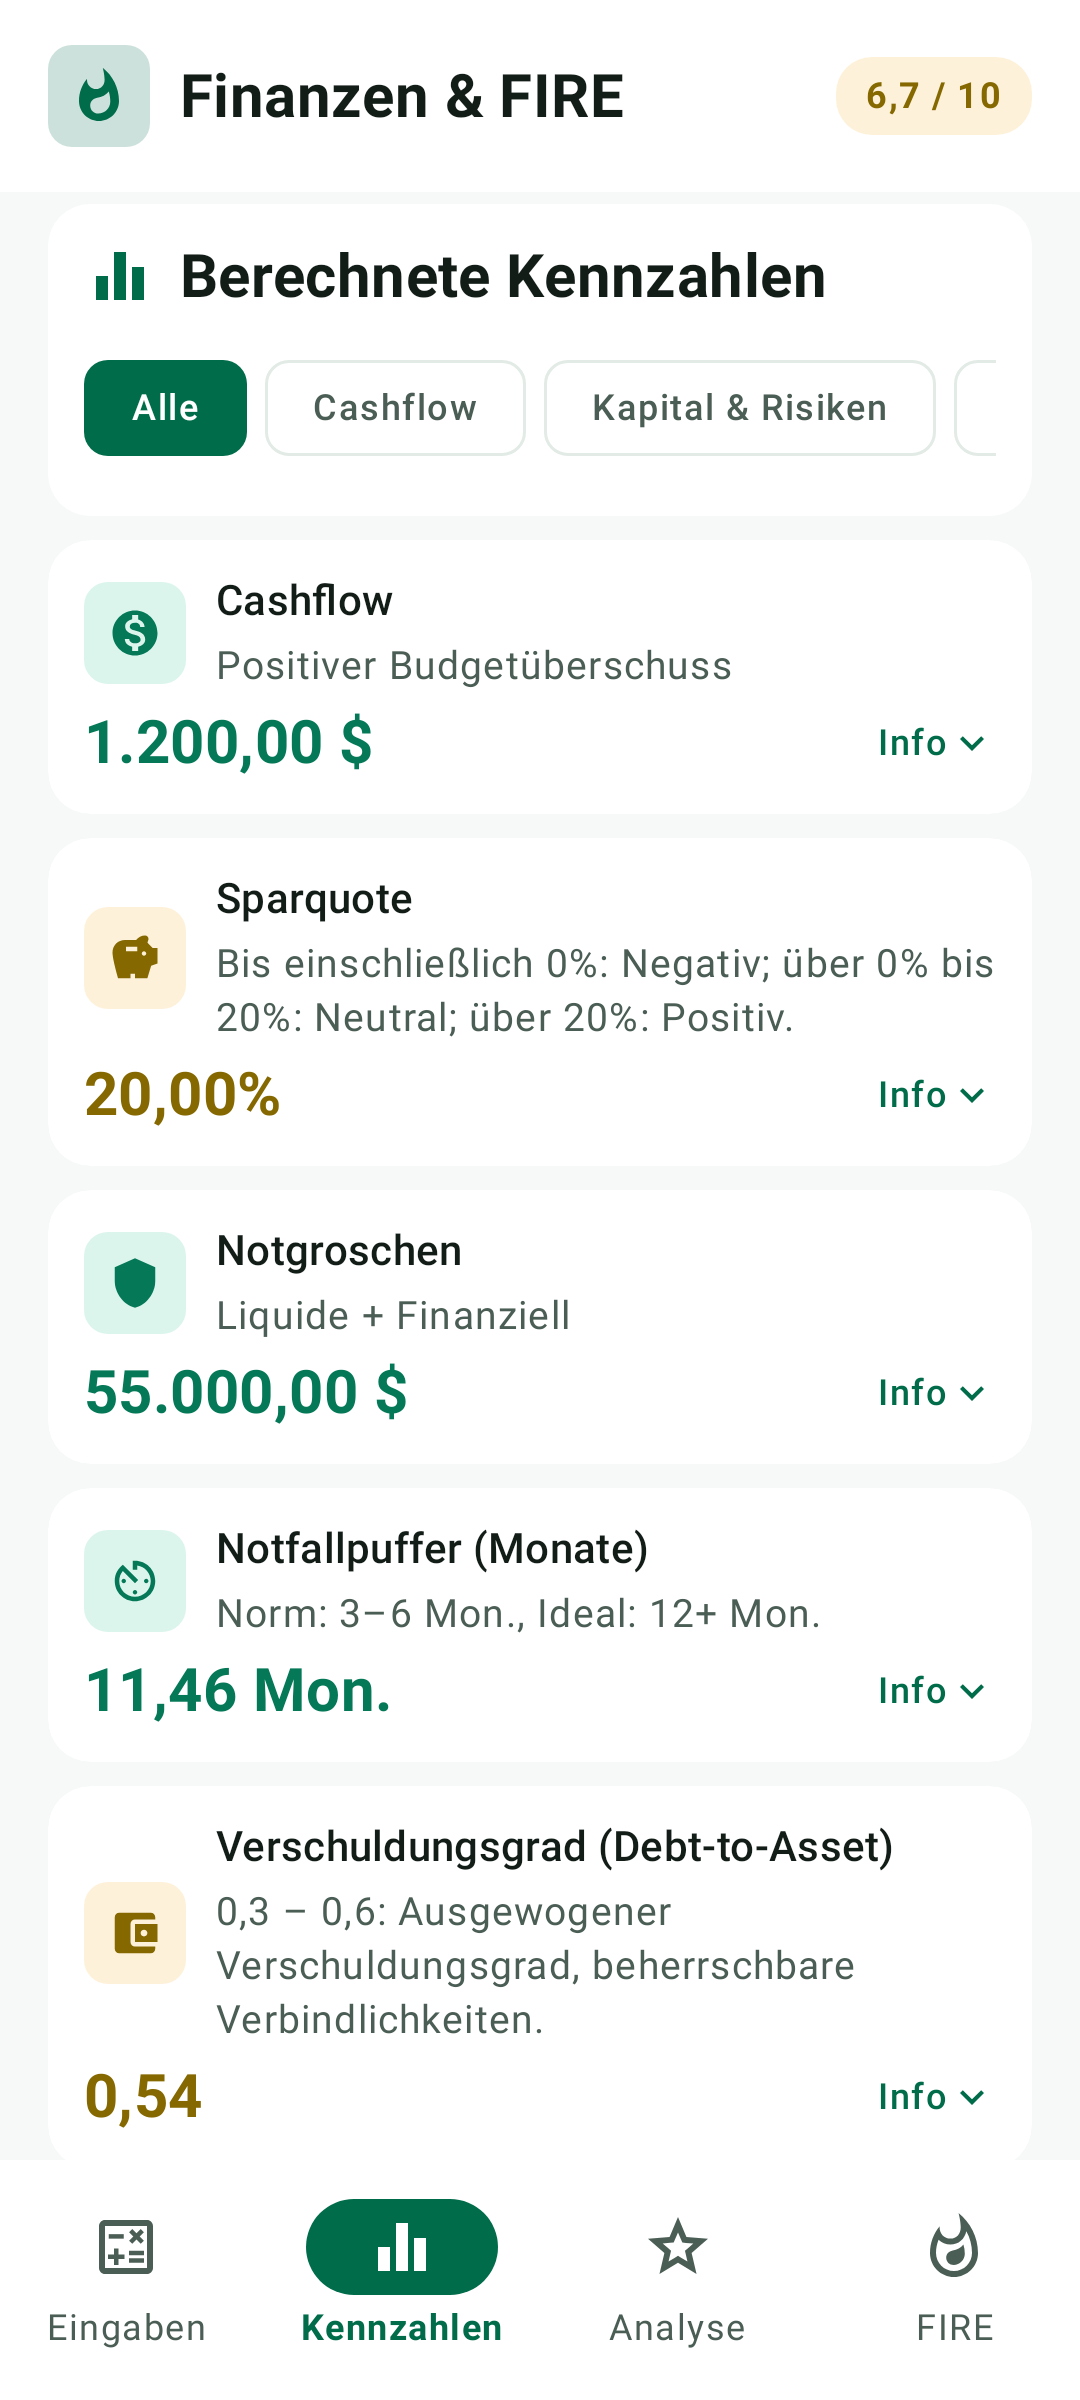 Finanzen & FIRE
6,7 / 10
Berechnete Kennzahlen
Alle
Cashflow
Kapital & Risiken
Cashflow
Positiver Budgetüberschuss
1.200,00 $
Info
Sparquote
Bis einschließlich 0%: Negativ; über 0% bis
20%: Neutral; über 20%: Positiv.
20,00%
Info
Notgroschen
Liquide + Finanziell
55.000,00 $
Info
Notfallpuffer (Monate)
Norm: 3–6 Mon., Ideal: 12+ Mon.
11,46 Mon.
Info
Verschuldungsgrad (Debt-to-Asset)
0,3 – 0,6: Ausgewogener
Verschuldungsgrad, beherrschbare
Verbindlichkeiten.
0,54
Info
Eingaben
Kennzahlen
Analyse
FIRE